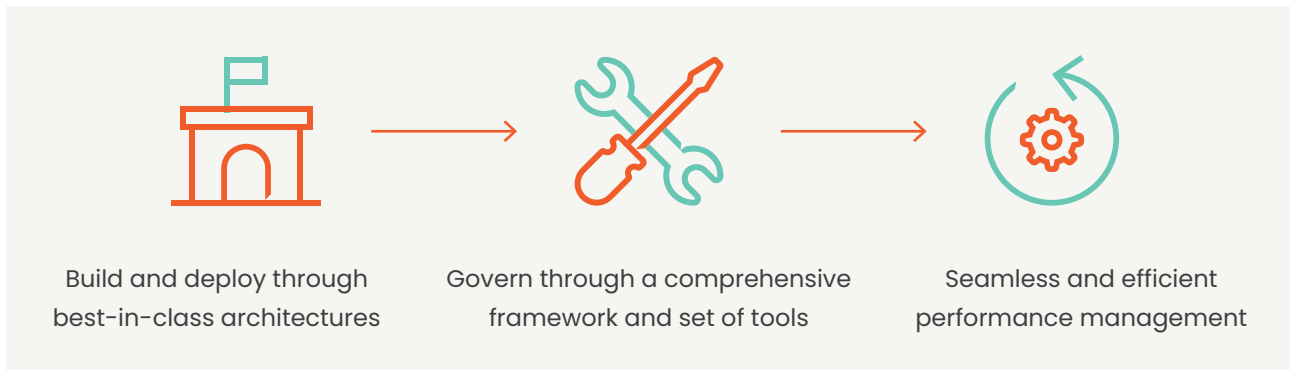 Build and deploy through
best-in-class architectures
Govern through a comprehensive
framework and set of tools
Seamless and efficient
performance management